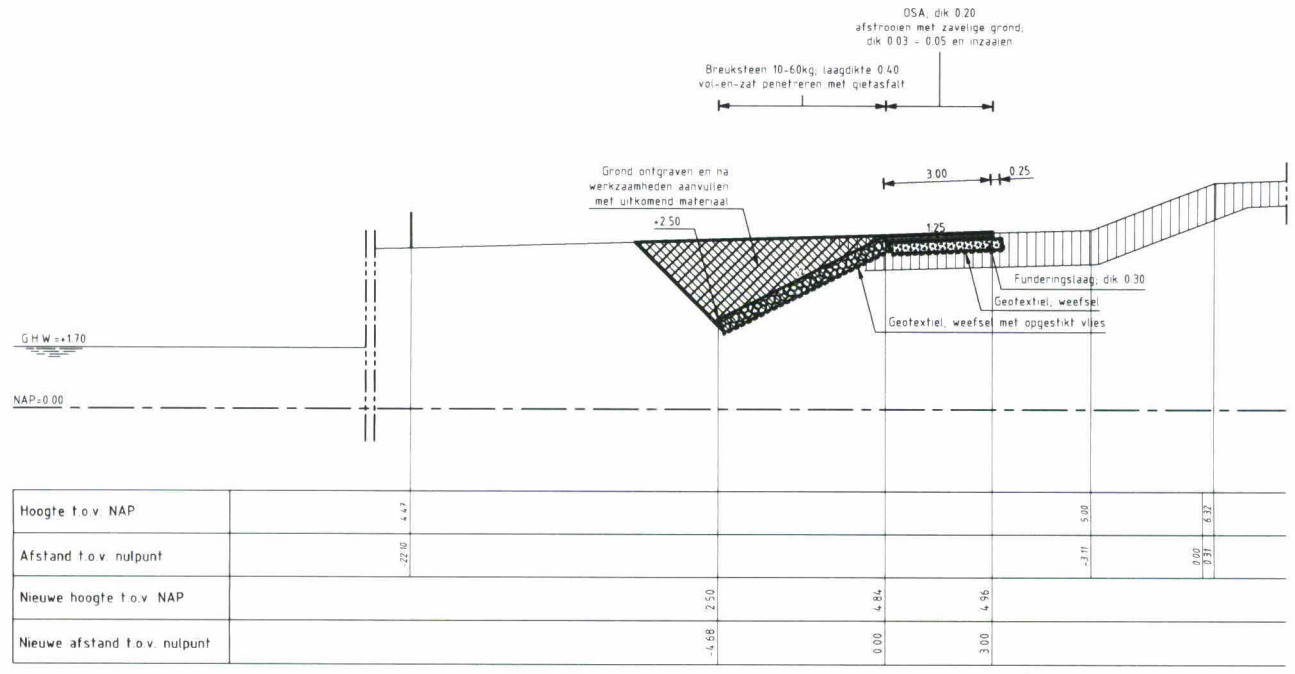 OSA; dik 0.20
afstrooien met zavelige grond;
dik 0.03 - 0.05 en inzaaien
Breuksteen 10-60kg; laagdikte 0.40
vol-en-zat penetreren met gietasfalt
Grond ontgraven en na
werkzaamheden aanvullen
met uitkomend materiaal
+2.50
3.00
0.25
1:25
Funderingslaag; dik 0.30
Geotextiel; weefsel
Geotextiel; weefsel met opgestikt vlies
GHW=+1.70
NAP=0.00
Hoogte t.o.v. NAP 4.47 5.00 6.32
Afstand t.o.v. nulpunt -22.10 -3.11 0.00 0.31
Nieuwe hoogte t.o.v. NAP 2.50 4.84 4.96
Nieuwe afstand t.o.v. nulpunt -4.68 0.00 3.00